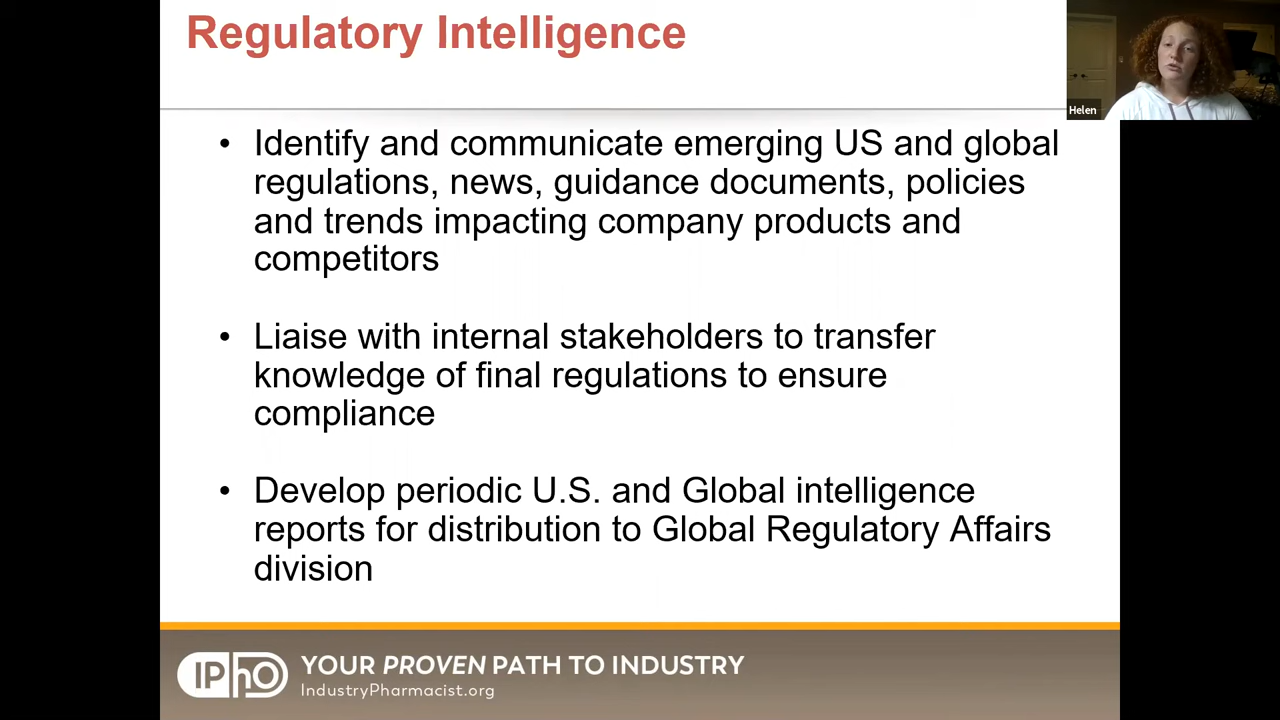 Regulatory Intelligence
Helen
• Identify and communicate emerging US and global
regulations, news, guidance documents, policies
and trends impacting company products and
competitors
• Liaise with internal stakeholders to transfer
knowledge of final regulations to ensure
compliance
• Develop periodic U.S. and Global intelligence
reports for distribution to Global Regulatory Affairs
division
IPhO
YOUR PROVEN PATH TO INDUSTRY
IndustryPharmacist.org